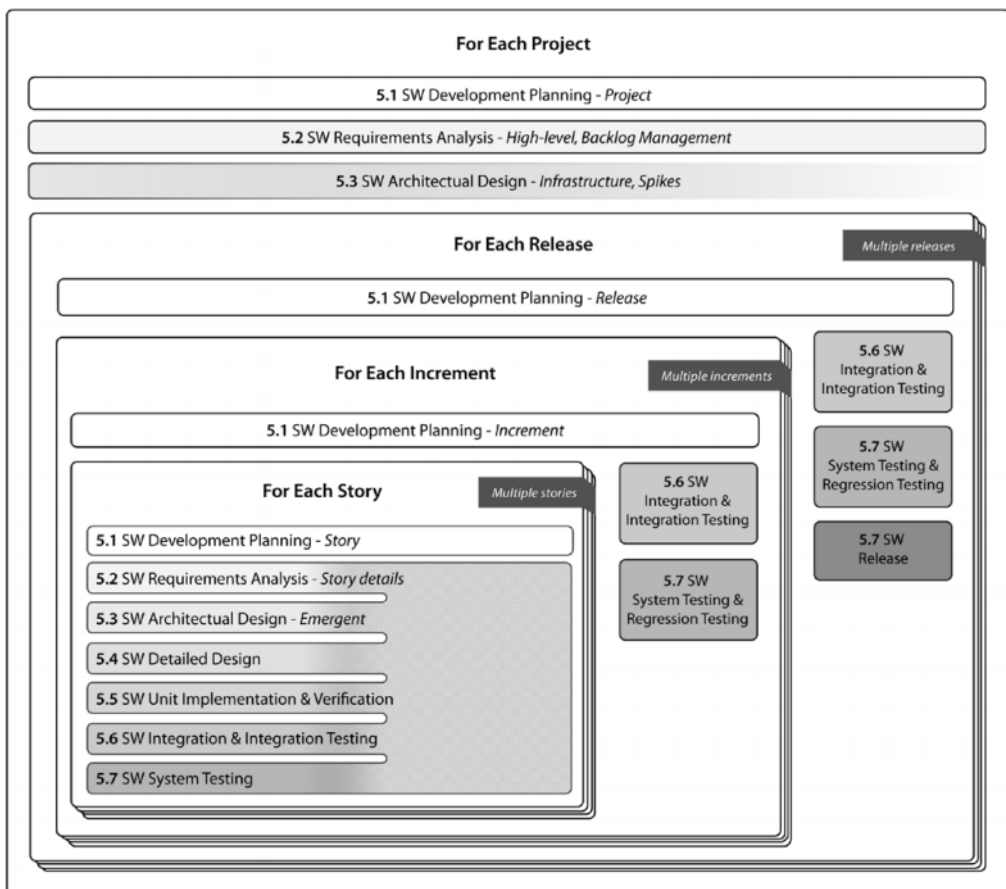 For Each Project
5.1 SW Development Planning - Project
5.2 SW Requirements Analysis - High-level, Backlog Management
5.3 SW Architectual Design - Infrastructure, Spikes
For Each Release
Multiple releases
5.1 SW Development Planning - Release
For Each Increment
Multiple increments
5.1 SW Development Planning - Increment
For Each Story
Multiple stories
5.1 SW Development Planning - Story
5.2 SW Requirements Analysis - Story details
5.3 SW Architectual Design - Emergent
5.4 SW Detailed Design
5.5 SW Unit Implementation & Verification
5.6 SW Integration & Integration Testing
5.7 SW System Testing
5.6 SW
Integration &
Integration Testing
5.7 SW
System Testing &
Regression Testing
5.6 SW
Integration &
Integration Testing
5.7 SW
System Testing &
Regression Testing
5.7 SW
Release